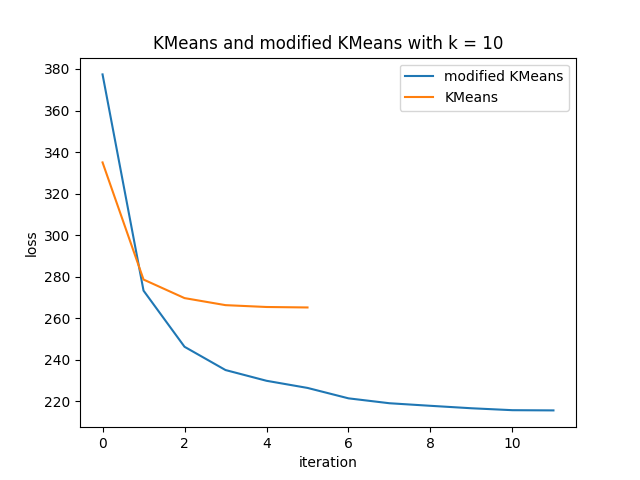 KMeans and modified KMeans with k = 10
modified KMeans
KMeans
380
360
340
320
300
280
260
240
220
loss
0 2 4 6 8 10
iteration